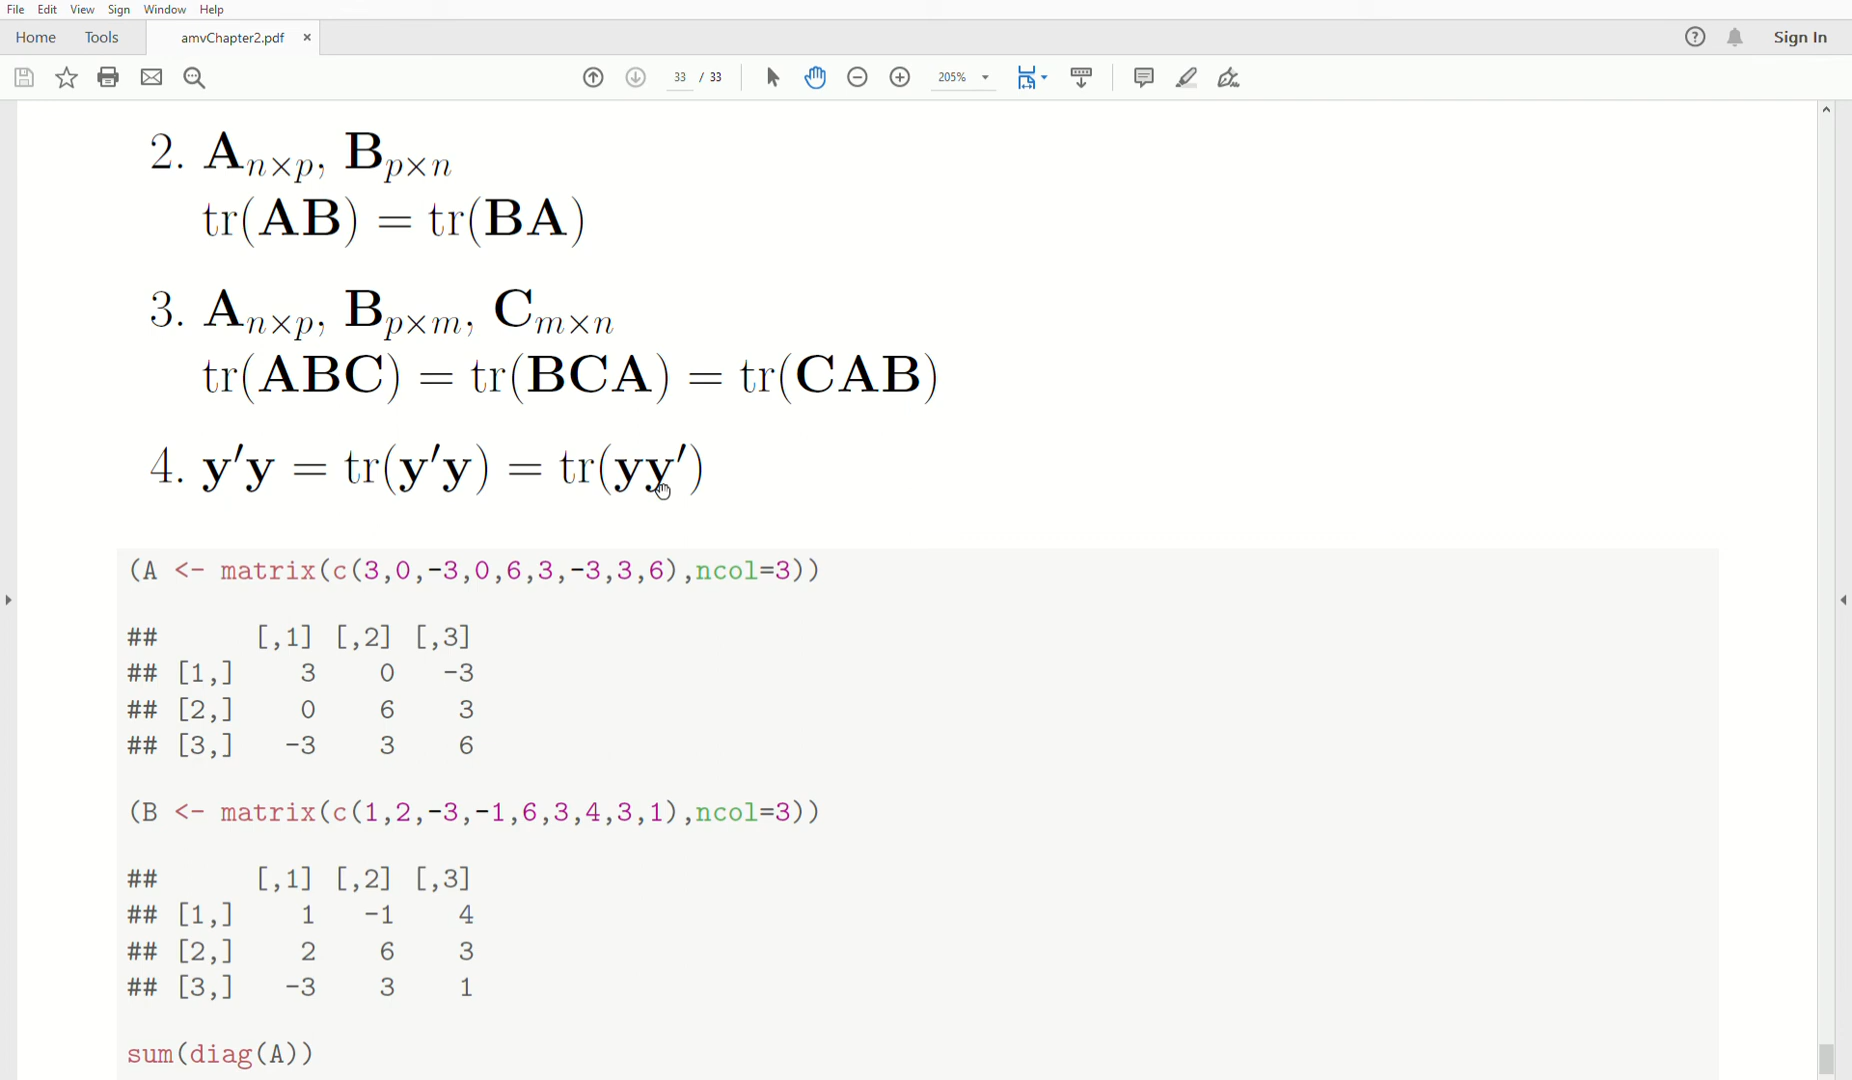 File Edit View Sign Window Help
Home Tools amvChapter2.pdf × Sign In
33 / 33 205%
2. A_{n×p}, B_{p×n}
tr(AB) = tr(BA)
3. A_{n×p}, B_{p×m}, C_{m×n}
tr(ABC) = tr(BCA) = tr(CAB)
4. y′y = tr(y′y) = tr(yy′)
(A <- matrix(c(3,0,-3,0,6,3,-3,3,6),ncol=3))
## [,1] [,2] [,3]
## [1,] 3 0 -3
## [2,] 0 6 3
## [3,] -3 3 6
(B <- matrix(c(1,2,-3,-1,6,3,4,3,1),ncol=3))
## [,1] [,2] [,3]
## [1,] 1 -1 4
## [2,] 2 6 3
## [3,] -3 3 1
sum(diag(A))